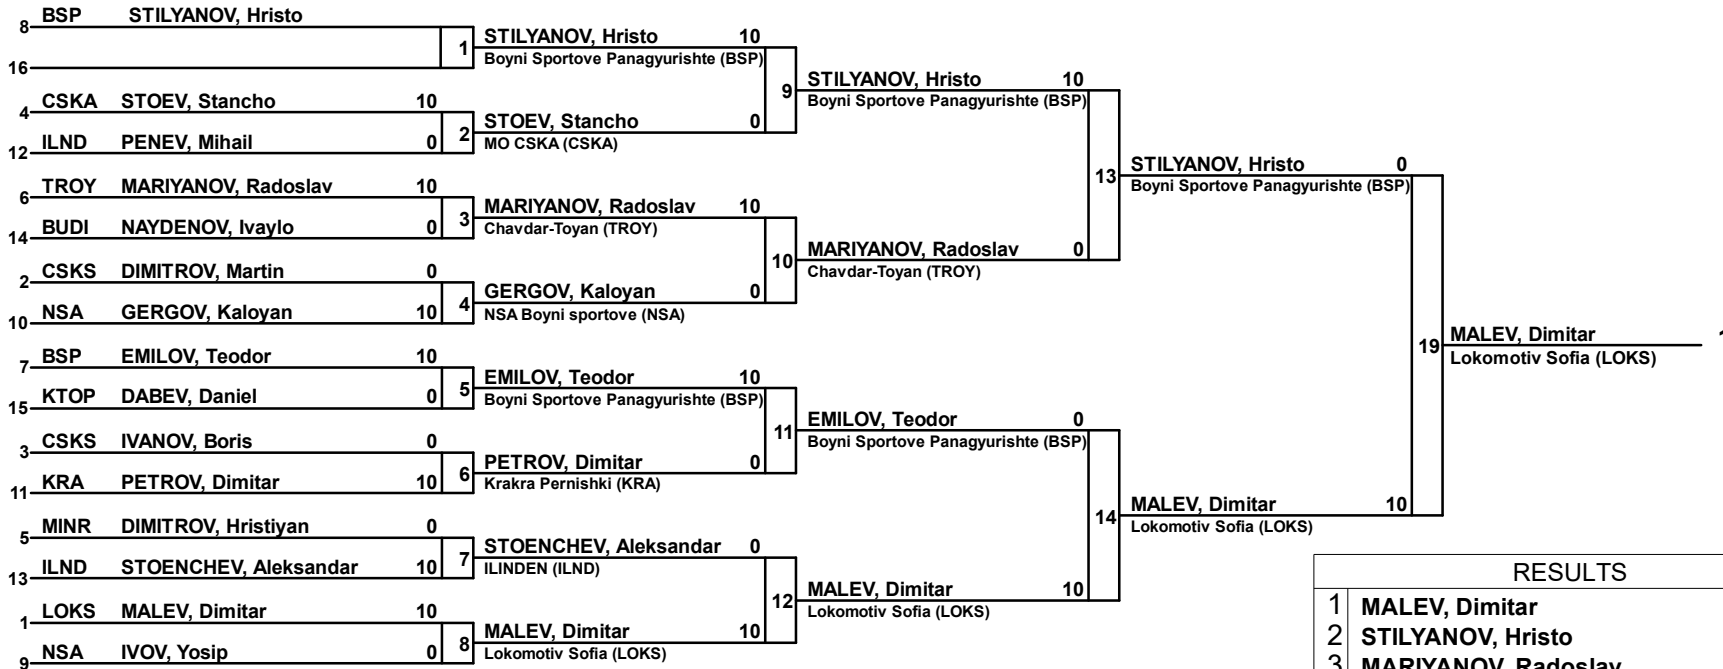 8 BSP STILYANOV, Hristo
16
1 STILYANOV, Hristo 10
Boyni Sportove Panagyurishte (BSP)
4 CSKA STOEV, Stancho 10
12 ILND PENEV, Mihail 0
2 STOEV, Stancho 0
MO CSKA (CSKA)
6 TROY MARIYANOV, Radoslav 10
14 BUDI NAYDENOV, Ivaylo 0
3 MARIYANOV, Radoslav 10
Chavdar-Toyan (TROY)
2 CSKS DIMITROV, Martin 0
10 NSA GERGOV, Kaloyan 10
4 GERGOV, Kaloyan 0
NSA Boyni sportove (NSA)
7 BSP EMILOV, Teodor 10
15 KTOP DABEV, Daniel 0
5 EMILOV, Teodor 10
Boyni Sportove Panagyurishte (BSP)
3 CSKS IVANOV, Boris 0
11 KRA PETROV, Dimitar 10
6 PETROV, Dimitar 0
Krakra Pernishki (KRA)
5 MINR DIMITROV, Hristiyan 0
13 ILND STOENCHEV, Aleksandar 10
7 STOENCHEV, Aleksandar 0
ILINDEN (ILND)
1 LOKS MALEV, Dimitar 10
9 NSA IVOV, Yosip 0
8 MALEV, Dimitar 10
Lokomotiv Sofia (LOKS)
9 STILYANOV, Hristo 10
Boyni Sportove Panagyurishte (BSP)
10 MARIYANOV, Radoslav 0
Chavdar-Toyan (TROY)
11 EMILOV, Teodor 0
Boyni Sportove Panagyurishte (BSP)
12 MALEV, Dimitar 10
Lokomotiv Sofia (LOKS)
13 STILYANOV, Hristo 0
Boyni Sportove Panagyurishte (BSP)
14 MALEV, Dimitar 10
Lokomotiv Sofia (LOKS)
19 MALEV, Dimitar
Lokomotiv Sofia (LOKS)
RESULTS
1 MALEV, Dimitar
2 STILYANOV, Hristo
3 MARIYANOV, Radoslav